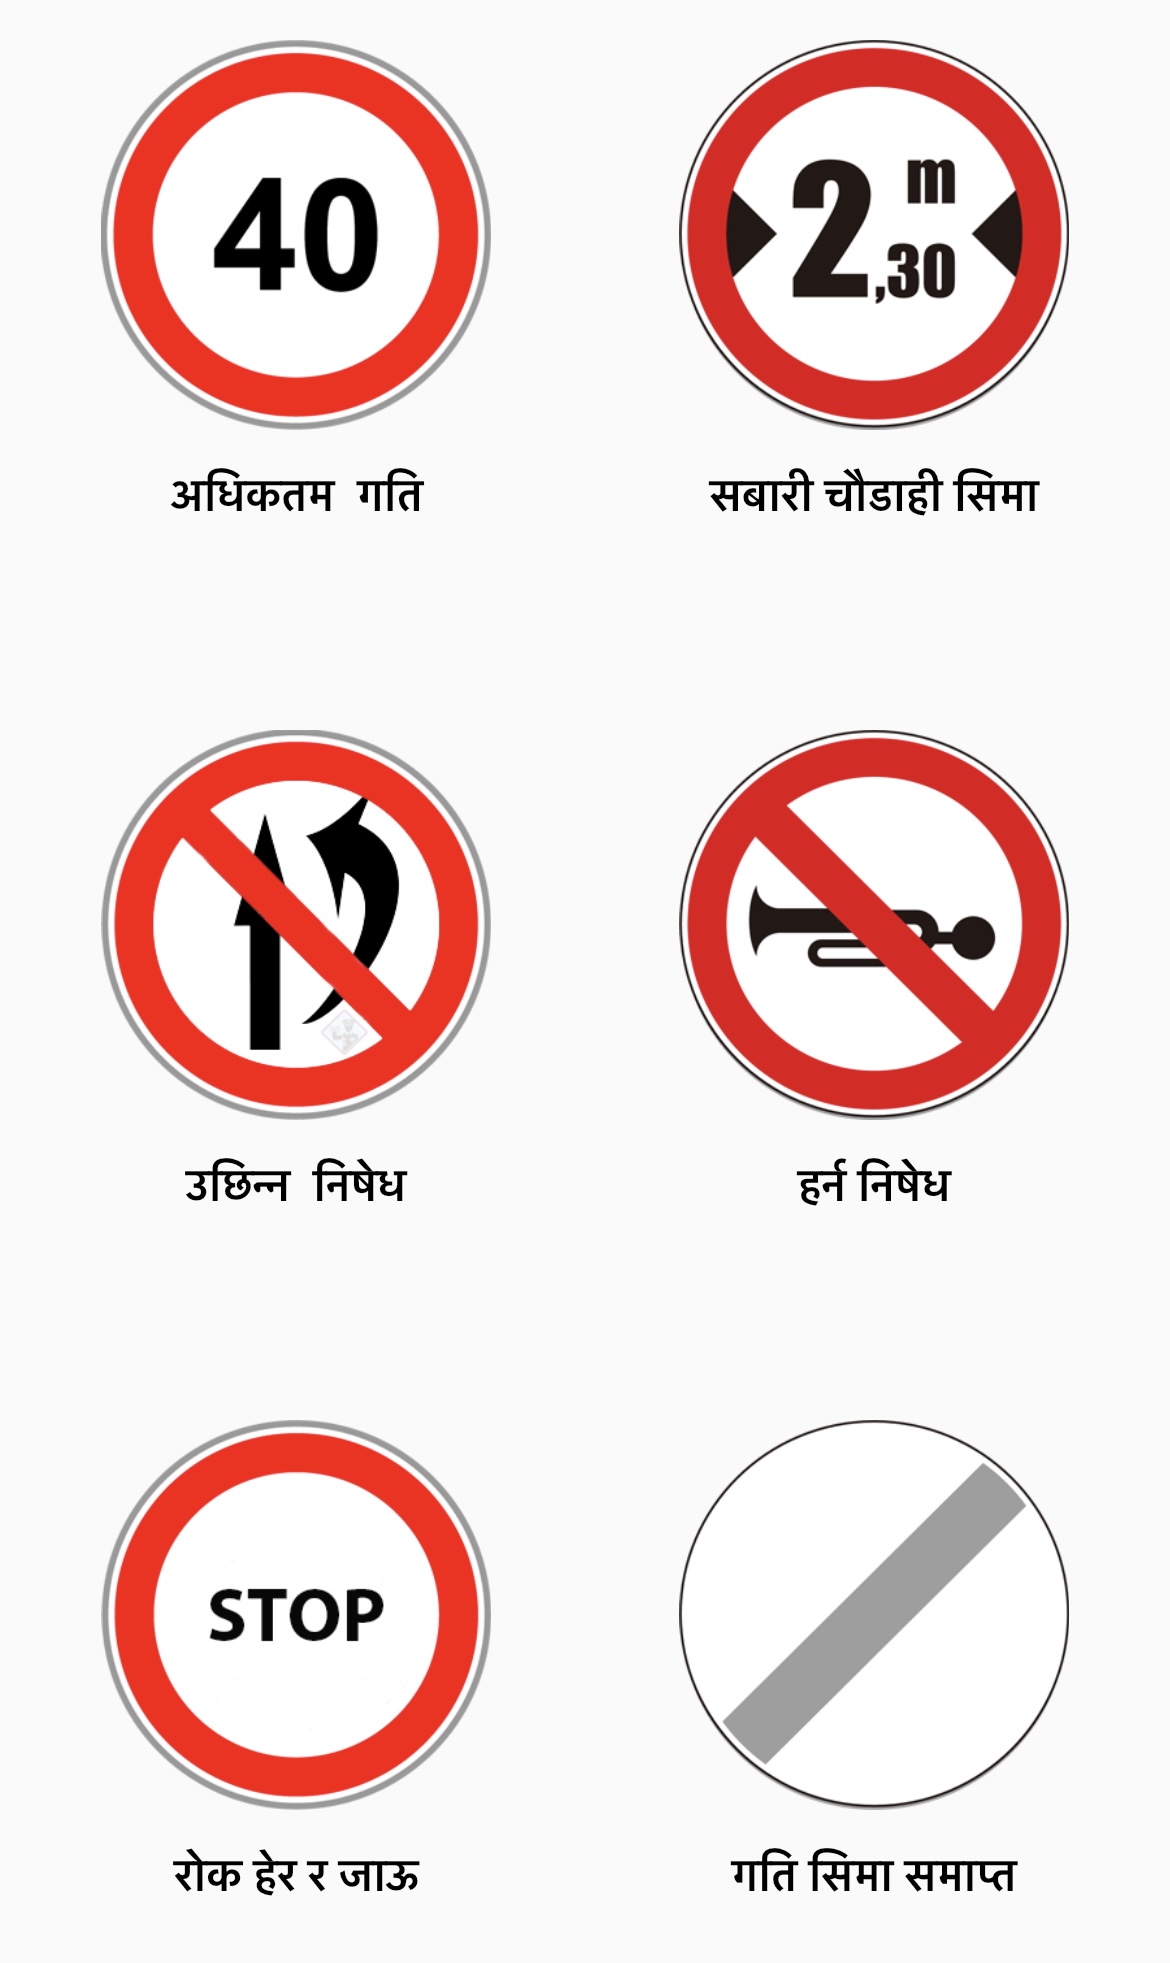 40
2,30 m
अधिकतम  गति
सबारी चौडाही सिमा
उछिन्न  निषेध
हर्न निषेध
STOP
रोक हेर र जाऊ
गति सिमा समाप्त